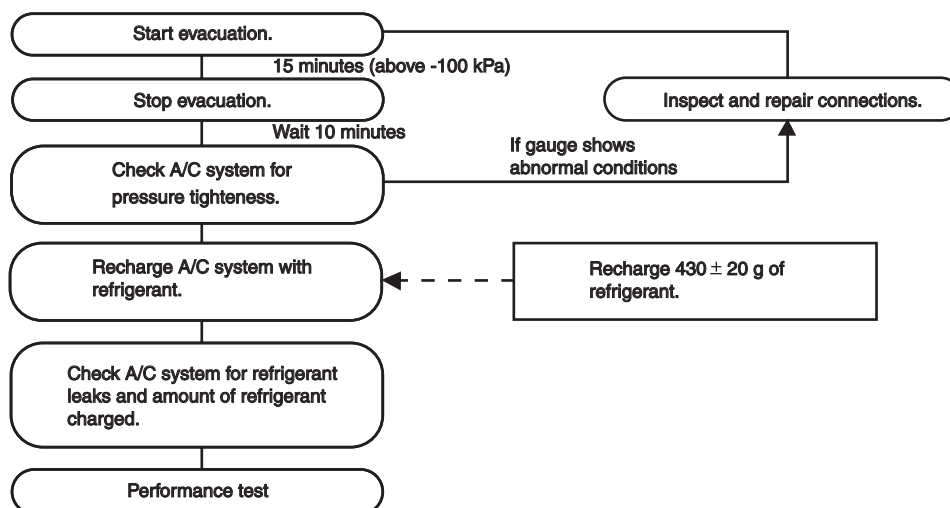 Start evacuation.
15 minutes (above -100 kPa)
Stop evacuation.
Inspect and repair connections.
Wait 10 minutes
If gauge shows
abnormal conditions
Check A/C system for
pressure tighteness.
Recharge A/C system with
refrigerant.
Recharge 430 ± 20 g of
refrigerant.
Check A/C system for refrigerant
leaks and amount of refrigerant
charged.
Performance test